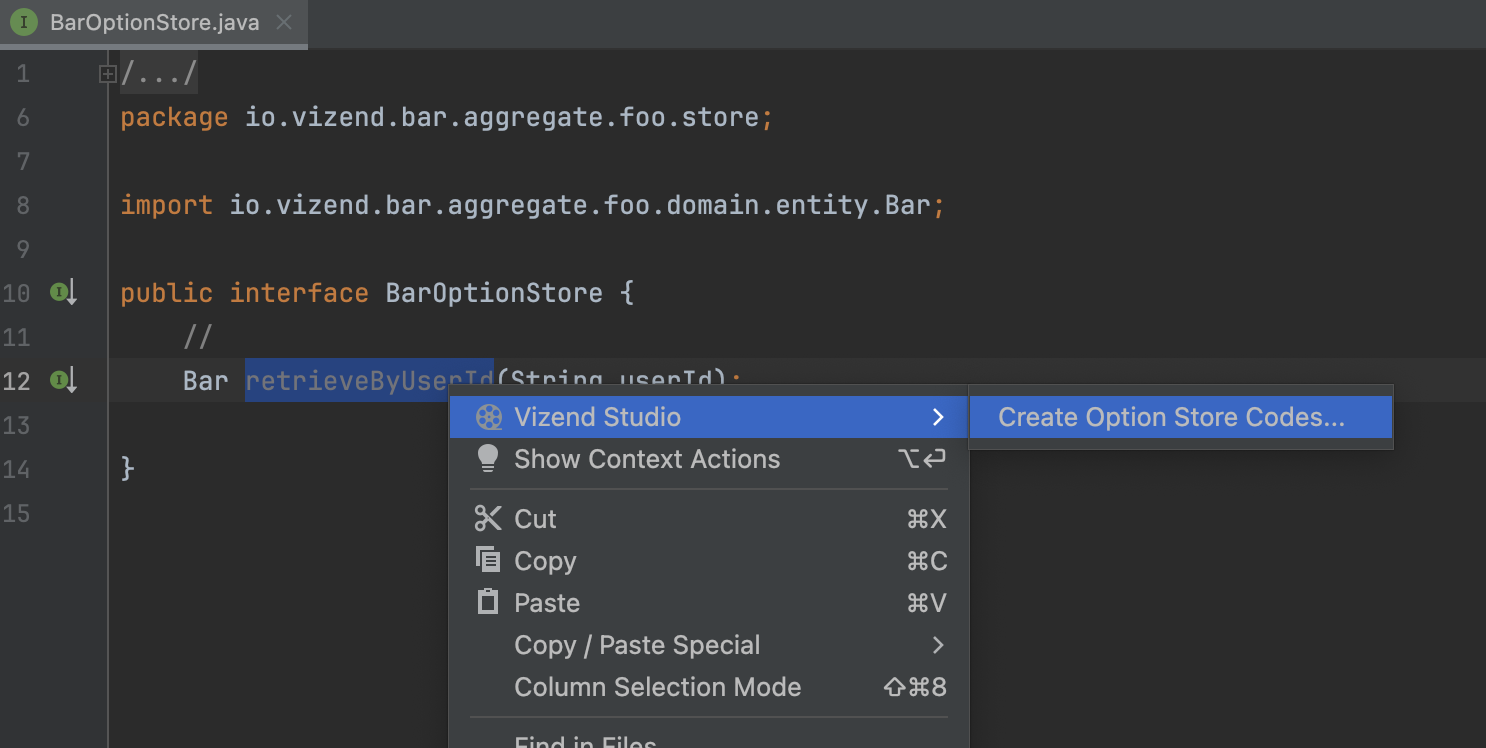 BarOptionStore.java
1 /.../
6 package io.vizend.bar.aggregate.foo.store;
7
8 import io.vizend.bar.aggregate.foo.domain.entity.Bar;
9
10 public interface BarOptionStore {
11 //
12 Bar retrieveByUserId(String userId);
13
14 }
15
Vizend Studio
Create Option Store Codes...
Show Context Actions ⌥⏎
Cut ⌘X
Copy ⌘C
Paste ⌘V
Copy / Paste Special
Column Selection Mode ⇧⌘8
Find in Files